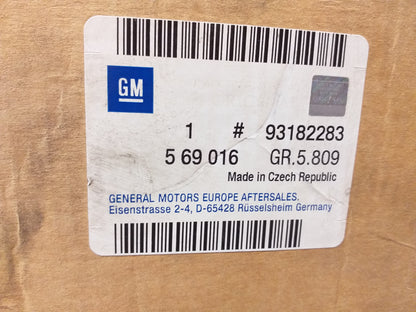 GM
1 # 93182283
5 69 016 GR.5.809
Made in Czech Republic
GENERAL MOTORS EUROPE AFTERSALES.
Eisenstrasse 2-4, D-65428 Rüsselsheim Germany